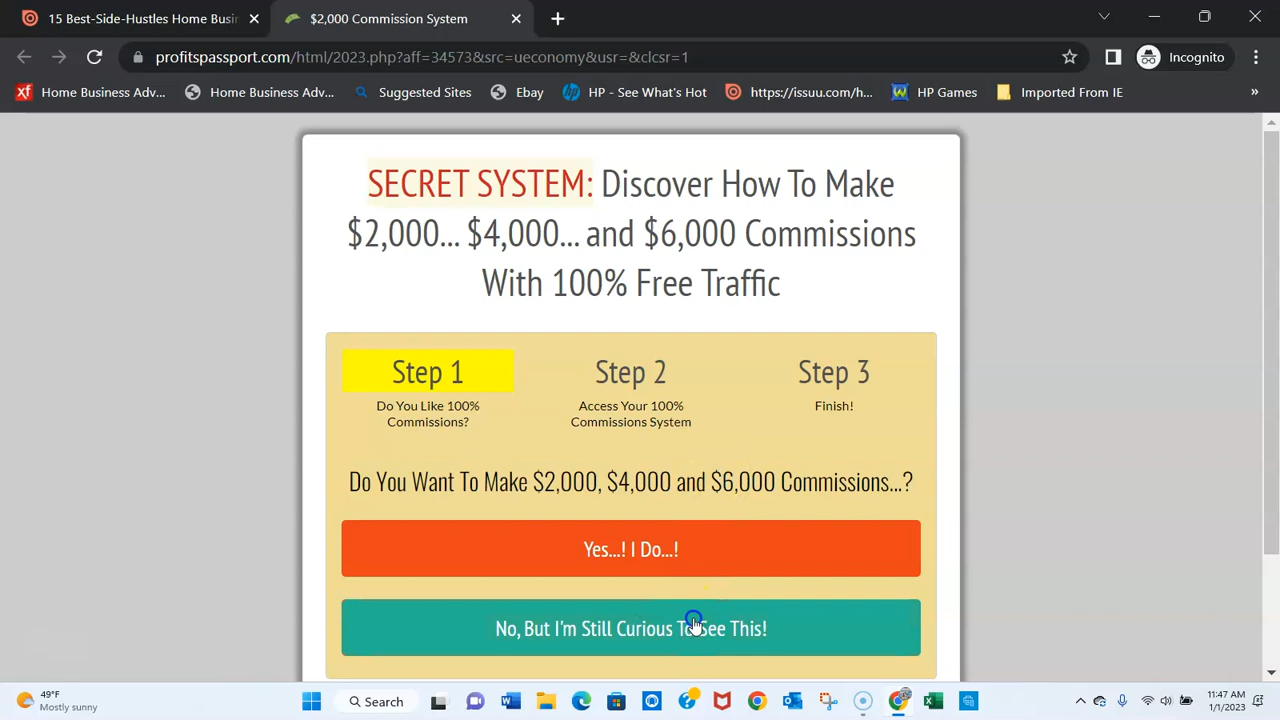 15 Best-Side-Hustles Home Busi
$2,000 Commission System
profitspassport.com/html/2023.php?aff=34573&src=ueconomy&usr=&clcsr=1
Incognito
Home Business Adv...
Home Business Adv...
Suggested Sites
Ebay
HP - See What's Hot
https://issuu.com/h...
HP Games
Imported From IE
»
SECRET SYSTEM: Discover How To Make
$2,000... $4,000... and $6,000 Commissions
With 100% Free Traffic
Step 1
Do You Like 100%
Commissions?
Step 2
Access Your 100%
Commissions System
Step 3
Finish!
Do You Want To Make $2,000, $4,000 and $6,000 Commissions...?
Yes...! I Do...!
No, But I'm Still Curious To See This!
49°F
Mostly sunny
Search
11:47 AM
1/1/2023